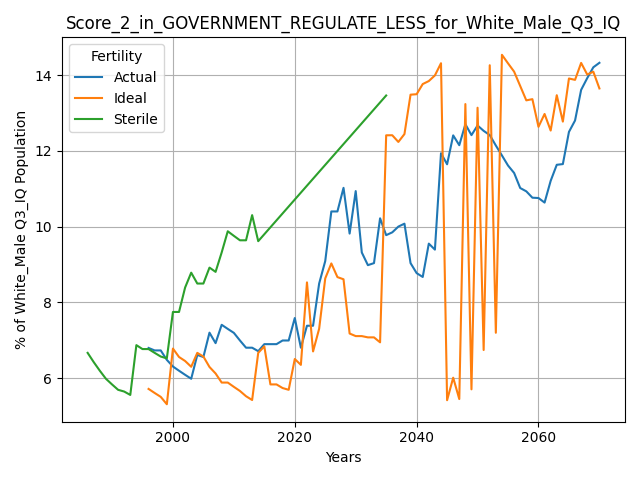 Score_2_in_GOVERNMENT_REGULATE_LESS_for_White_Male_Q3_IQ
Fertility
Actual
Ideal
Sterile
% of White_Male Q3_IQ Population
14
12
10
8
6
2000
2020
2040
2060
Years